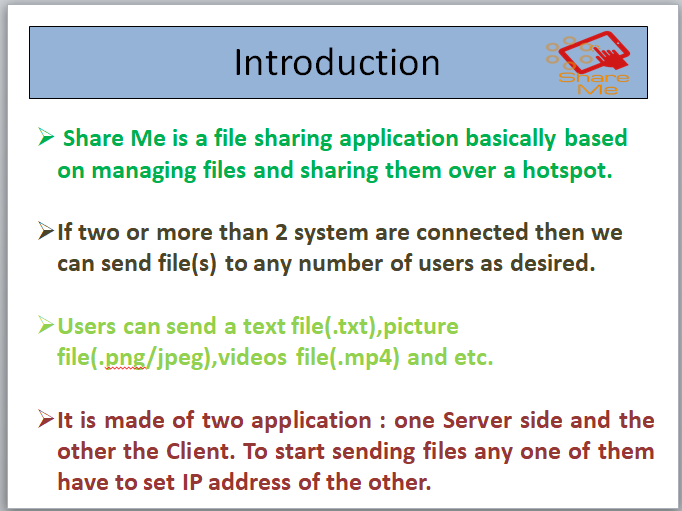 Introduction
Share
Me
Share Me is a file sharing application basically based
on managing files and sharing them over a hotspot.
If two or more than 2 system are connected then we
can send file(s) to any number of users as desired.
Users can send a text file(.txt),picture
file(.png/jpeg),videos file(.mp4) and etc.
It is made of two application : one Server side and the
other the Client. To start sending files any one of them
have to set IP address of the other.